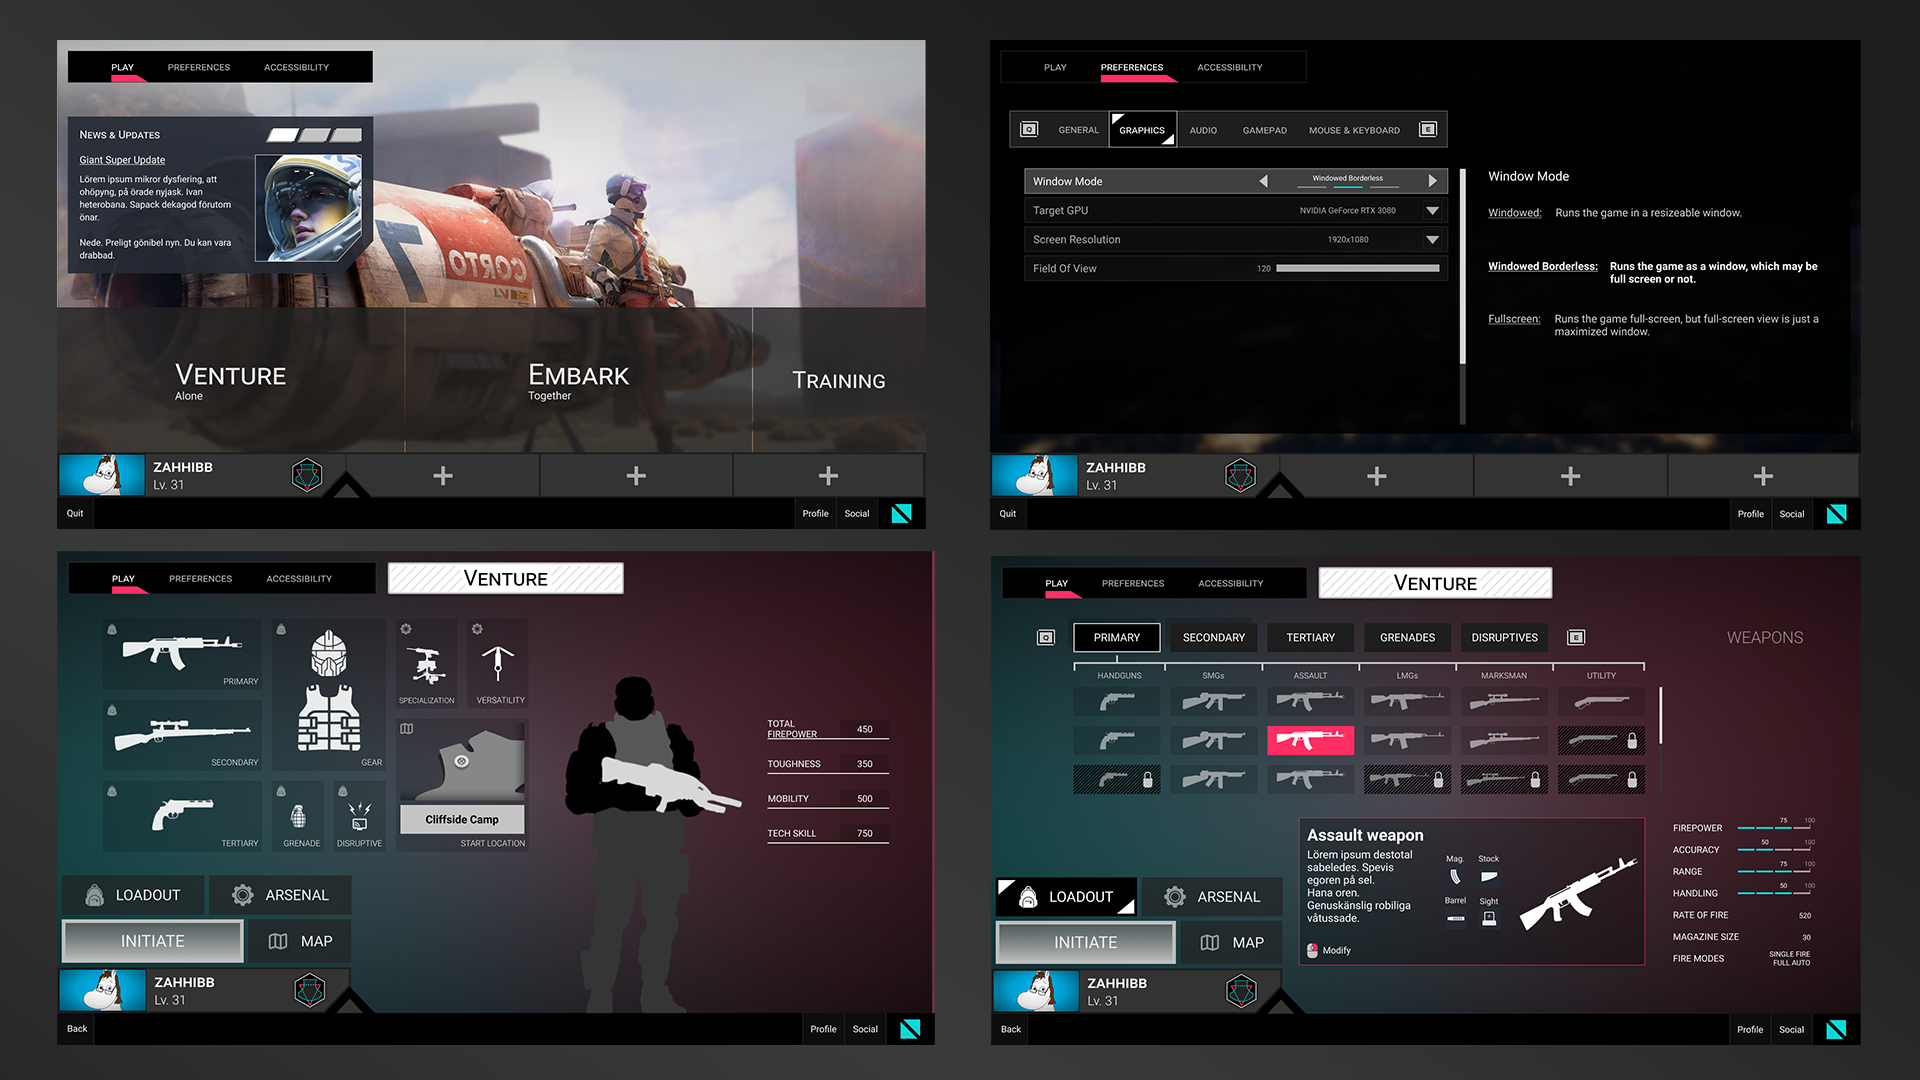 PLAY PREFERENCES ACCESSIBILITY
NEWS & UPDATES
Giant Super Update
Lörem ipsum mikror dysfiering, att
ohöpyng, på örade nyjask. Ivan
heterobana. Sapack dekagod förutom
önar.
Nede. Preligt gönibel nyn. Du kan vara
drabbad.
CORTO
LV
VENTURE
Alone
EMBARK
Together
TRAINING
ZAHHIBB
Lv. 31
Quit
Profile Social
PLAY PREFERENCES ACCESSIBILITY
Q GENERAL GRAPHICS AUDIO GAMEPAD MOUSE & KEYBOARD E
Window Mode Windowed Borderless
Target GPU NVIDIA GeForce RTX 3080
Screen Resolution 1920x1080
Field Of View 120
Window Mode
Windowed: Runs the game in a resizeable window.
Windowed Borderless: Runs the game as a window, which may be
full screen or not.
Fullscreen: Runs the game full-screen, but full-screen view is just a
maximized window.
ZAHHIBB
Lv. 31
Quit
Profile Social
PLAY PREFERENCES ACCESSIBILITY
VENTURE
PRIMARY
SECONDARY
TERTIARY
GEAR
GRENADE
DISRUPTIVE
SPECIALIZATION
VERSATILITY
Cliffside Camp
START LOCATION
TOTAL
FIREPOWER 450
TOUGHNESS 350
MOBILITY 500
TECH SKILL 750
LOADOUT ARSENAL
INITIATE MAP
ZAHHIBB
Lv. 31
Back
Profile Social
PLAY PREFERENCES ACCESSIBILITY
VENTURE
Q PRIMARY SECONDARY TERTIARY GRENADES DISRUPTIVES E
WEAPONS
HANDGUNS SMGs ASSAULT LMGs MARKSMAN UTILITY
Assault weapon
Lörem ipsum destotal
sabeledes. Spevis
egoren på sel.
Hana oren.
Genuskänslig robiliga
våtussade.
Mag. Stock
Barrel Sight
Modify
FIREPOWER 75 100
ACCURACY 50 100
RANGE 75 100
HANDLING 50 100
RATE OF FIRE 520
MAGAZINE SIZE 30
FIRE MODES SINGLE FIRE
FULL AUTO
LOADOUT ARSENAL
INITIATE MAP
ZAHHIBB
Lv. 31
Back
Profile Social